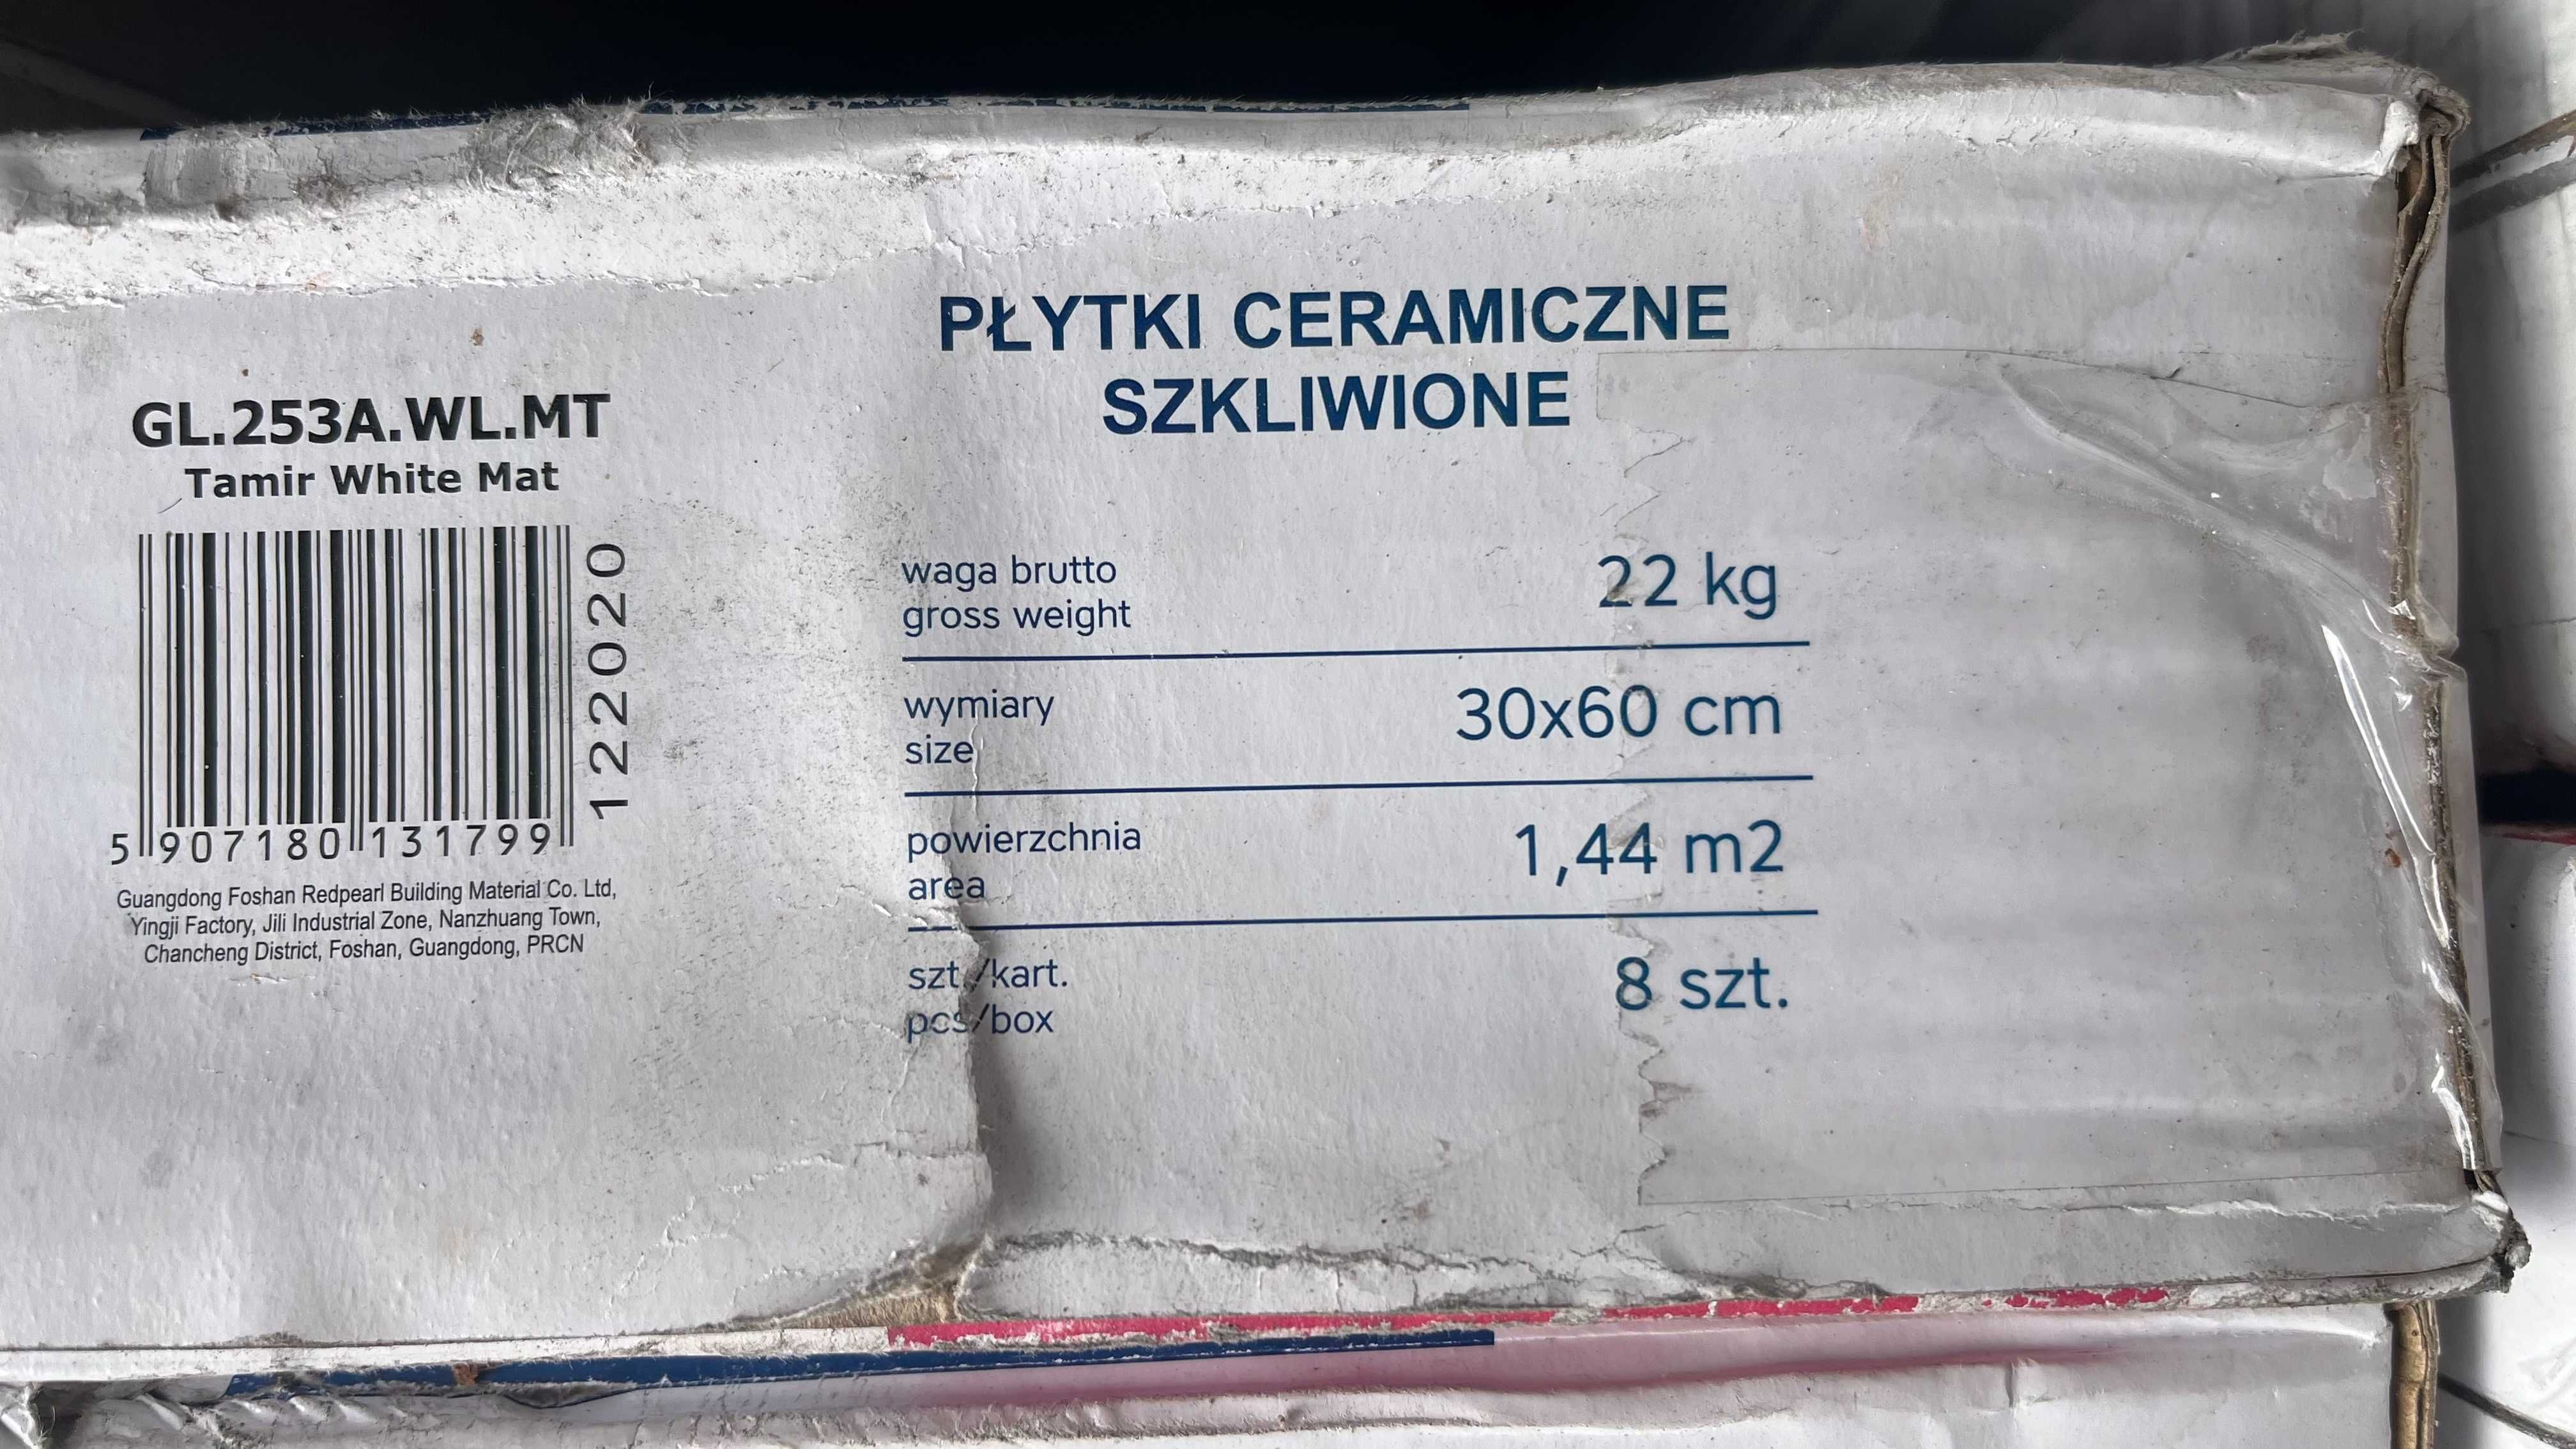 GL.253A.WL.MT
Tamir White Mat
5 907180 131799
122020
Guangdong Foshan Redpearl Building Material Co. Ltd,
Yingji Factory, Jili Industrial Zone, Nanzhuang Town,
Chancheng District, Foshan, Guangdong, PRCN
PŁYTKI CERAMICZNE
SZKLIWIONE
waga brutto
gross weight
22 kg
wymiary
size
30x60 cm
powierzchnia
area
1,44 m2
szt./kart.
pcs/box
8 szt.